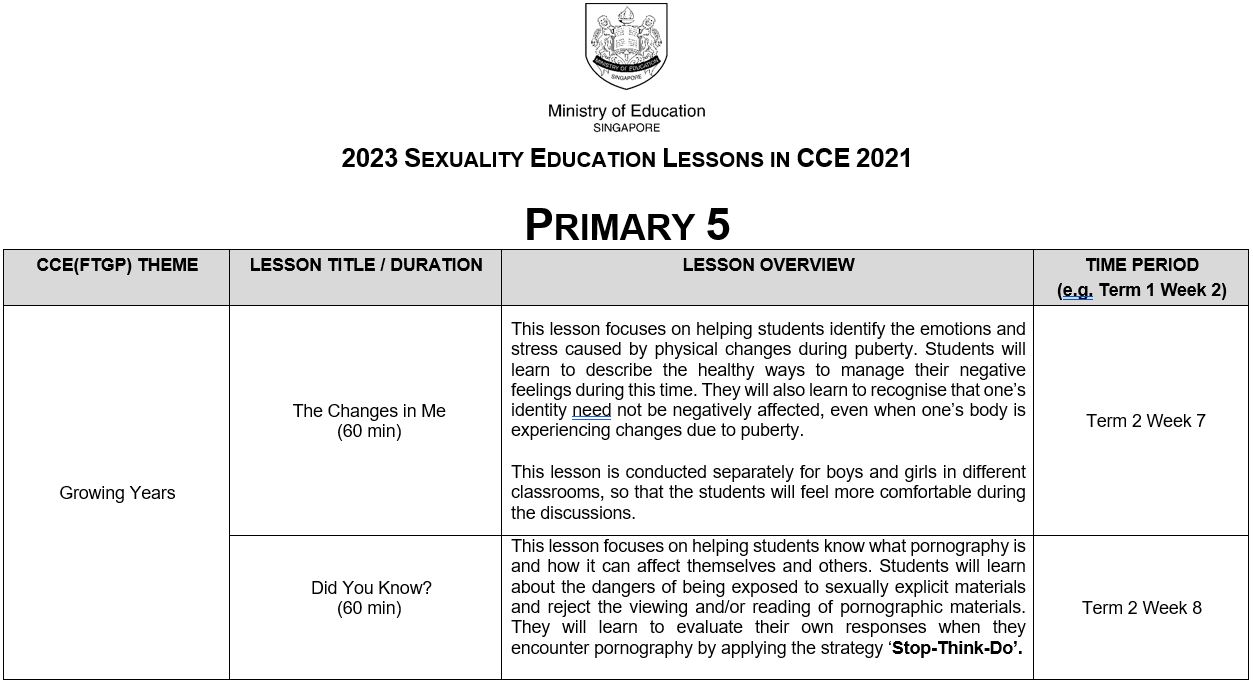 MINISTRY OF EDUCATION
SINGAPORE
Ministry of Education
SINGAPORE
2023 SEXUALITY EDUCATION LESSONS IN CCE 2021
PRIMARY 5
CCE(FTGP) THEME
LESSON TITLE / DURATION
LESSON OVERVIEW
TIME PERIOD
(e.g. Term 1 Week 2)
Growing Years
The Changes in Me
(60 min)
This lesson focuses on helping students identify the emotions and
stress caused by physical changes during puberty. Students will
learn to describe the healthy ways to manage their negative
feelings during this time. They will also learn to recognise that one’s
identity need not be negatively affected, even when one’s body is
experiencing changes due to puberty.
This lesson is conducted separately for boys and girls in different
classrooms, so that the students will feel more comfortable during
the discussions.
Term 2 Week 7
Did You Know?
(60 min)
This lesson focuses on helping students know what pornography is
and how it can affect themselves and others. Students will learn
about the dangers of being exposed to sexually explicit materials
and reject the viewing and/or reading of pornographic materials.
They will learn to evaluate their own responses when they
encounter pornography by applying the strategy ‘Stop-Think-Do’.
Term 2 Week 8